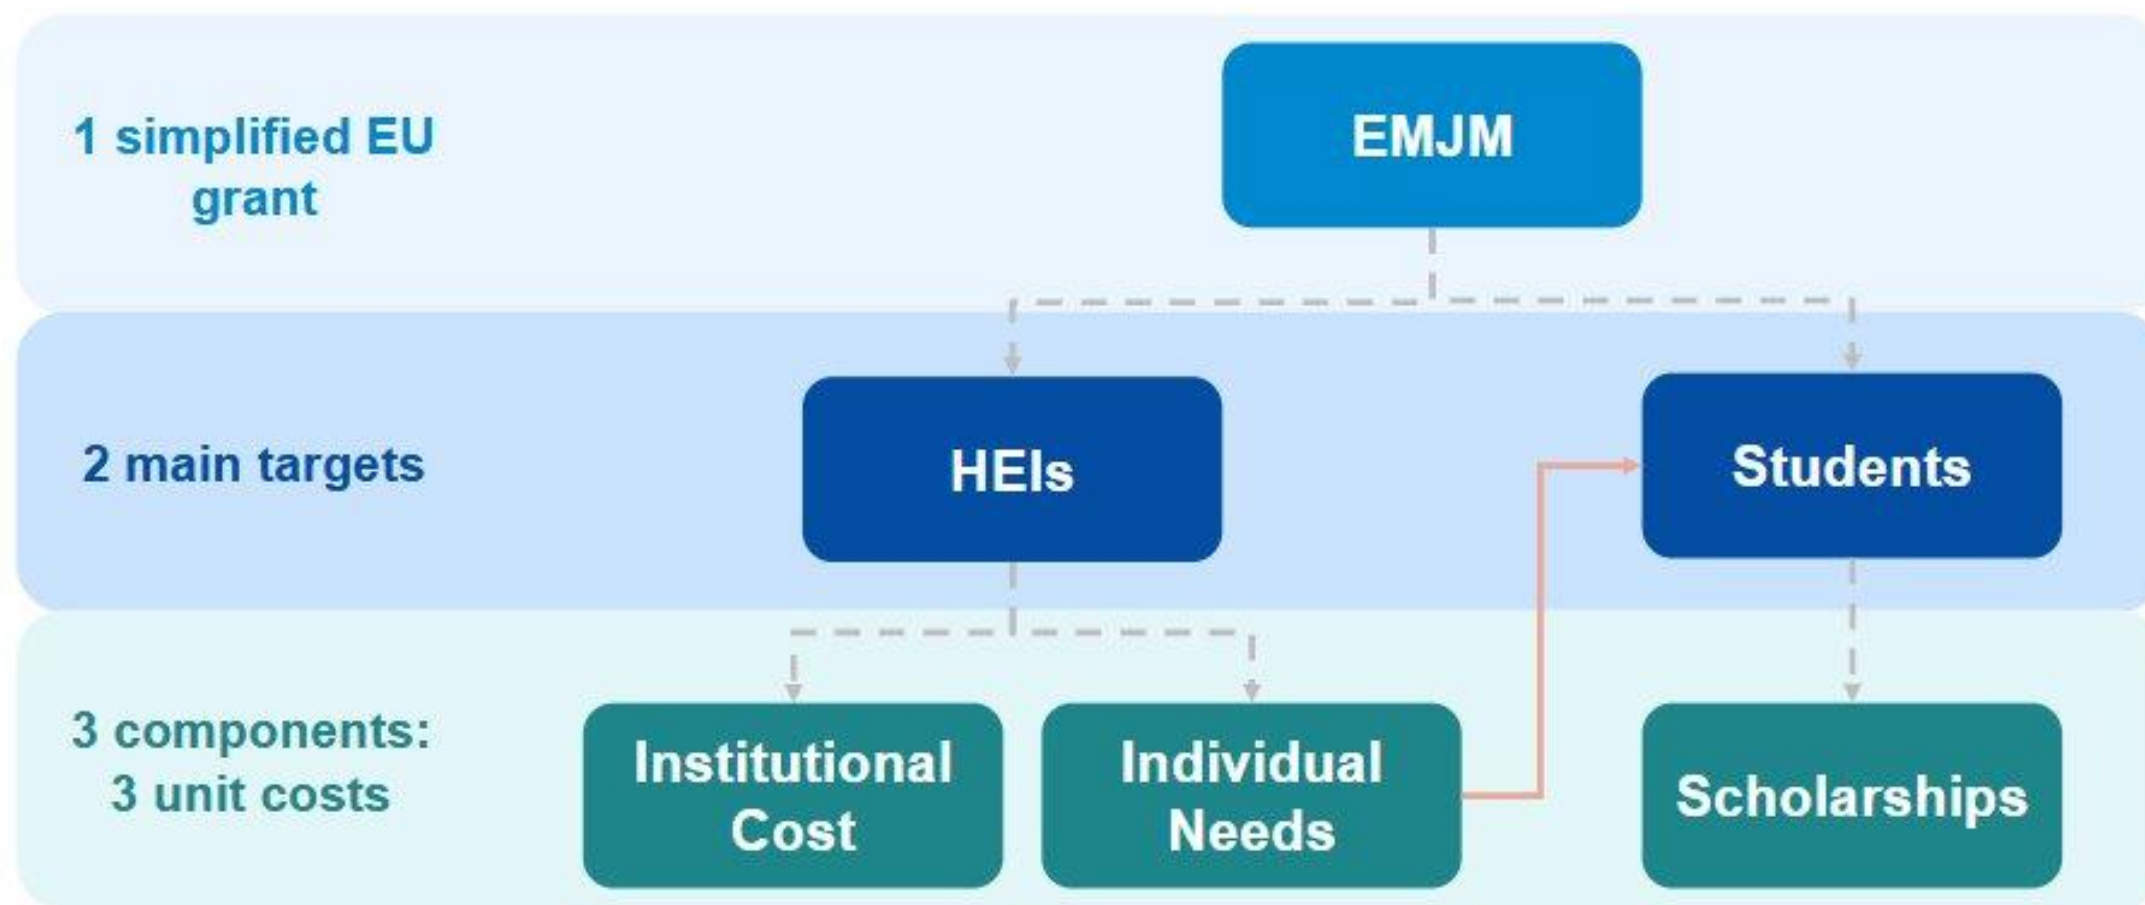 1 simplified EU
grant
EMJM
2 main targets
HEIs
Students
3 components:
3 unit costs
Institutional
Cost
Individual
Needs
Scholarships